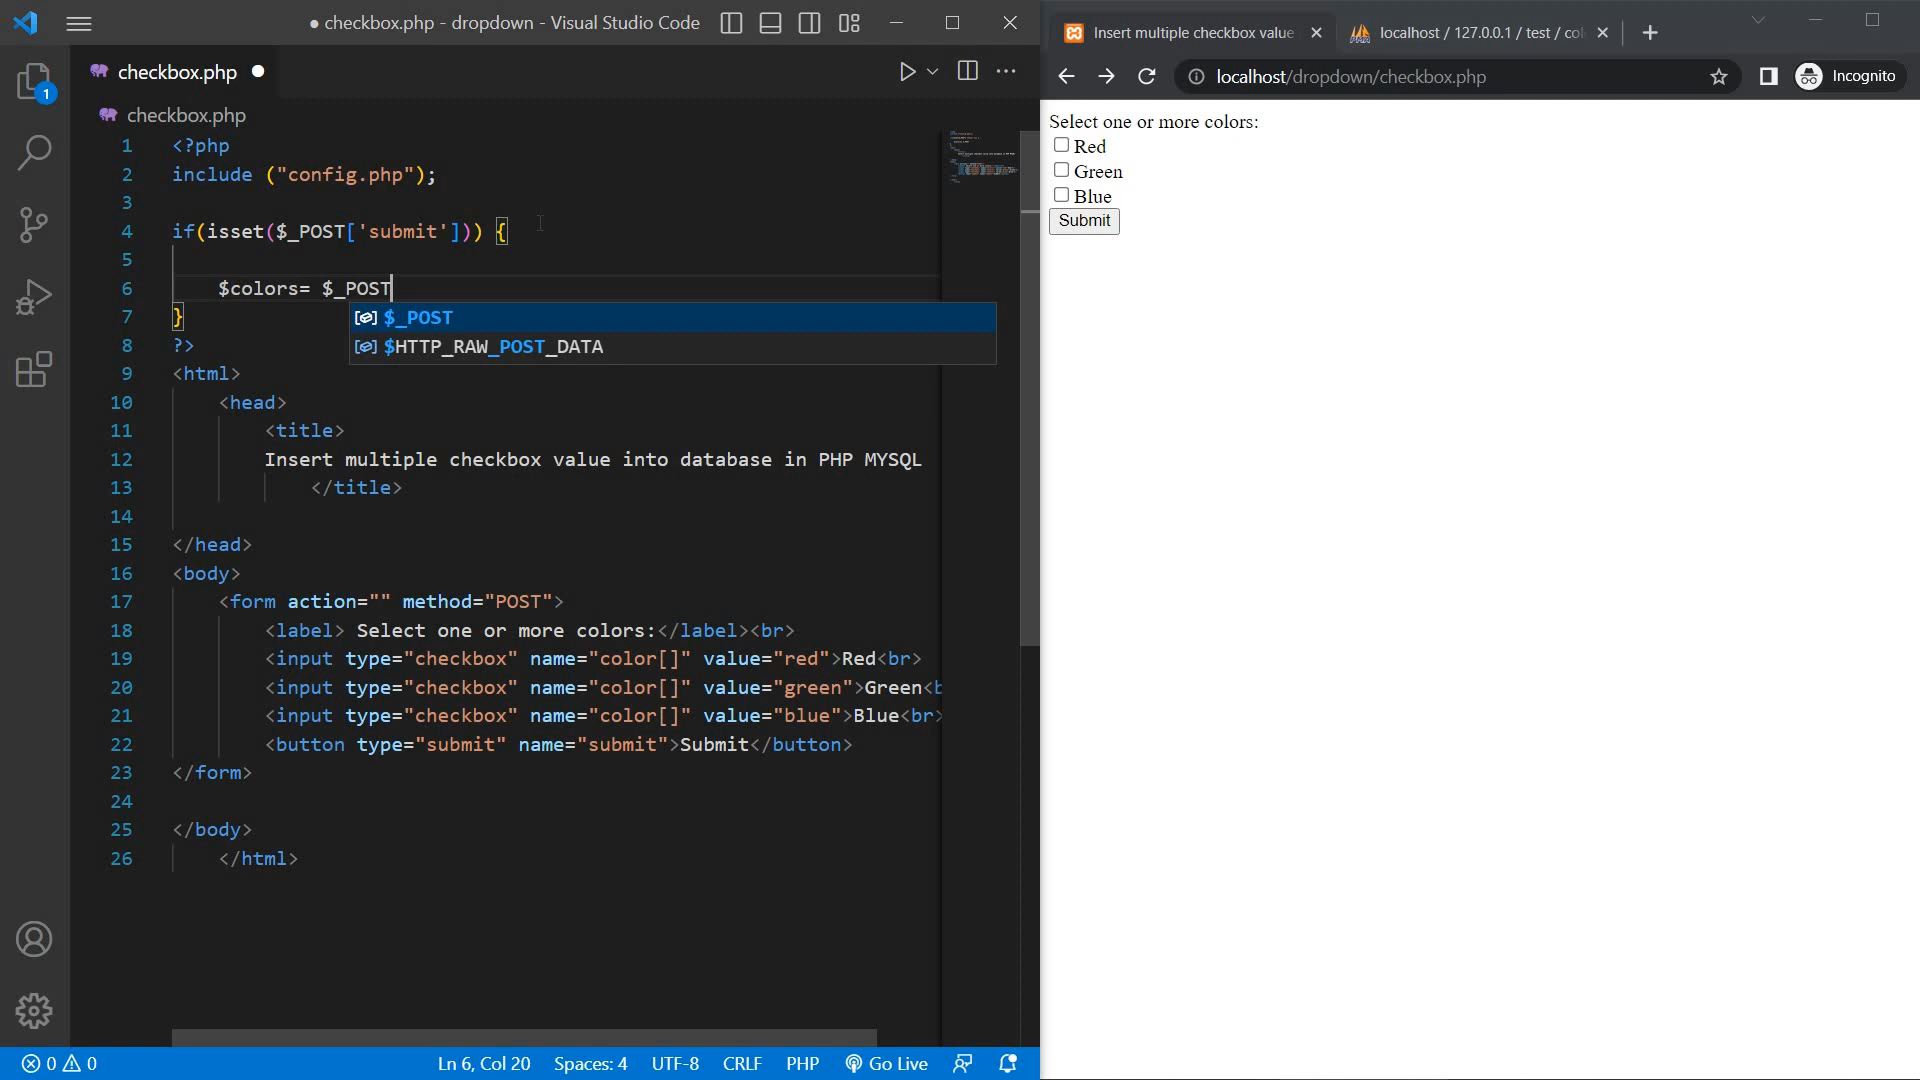 ● checkbox.php - dropdown - Visual Studio Code
1
checkbox.php ●
checkbox.php
1 <?php
2 include ("config.php");
3
4 if(isset($_POST['submit'])) {
5
6 $colors= $_POST
7 }
$_POST
8 ?>
$HTTP_RAW_POST_DATA
9 <html>
10 <head>
11 <title>
12 Insert multiple checkbox value into database in PHP MYSQL
13 </title>
14
15 </head>
16 <body>
17 <form action="" method="POST">
18 <label> Select one or more colors:</label><br>
19 <input type="checkbox" name="color[]" value="red">Red<br>
20 <input type="checkbox" name="color[]" value="green">Green<b
21 <input type="checkbox" name="color[]" value="blue">Blue<br>
22 <button type="submit" name="submit">Submit</button>
23 </form>
24
25 </body>
26 </html>
0 0 Ln 6, Col 20 Spaces: 4 UTF-8 CRLF PHP Go Live
Insert multiple checkbox value localhost / 127.0.0.1 / test / co
localhost/dropdown/checkbox.php Incognito
Select one or more colors:
Red
Green
Blue
Submit